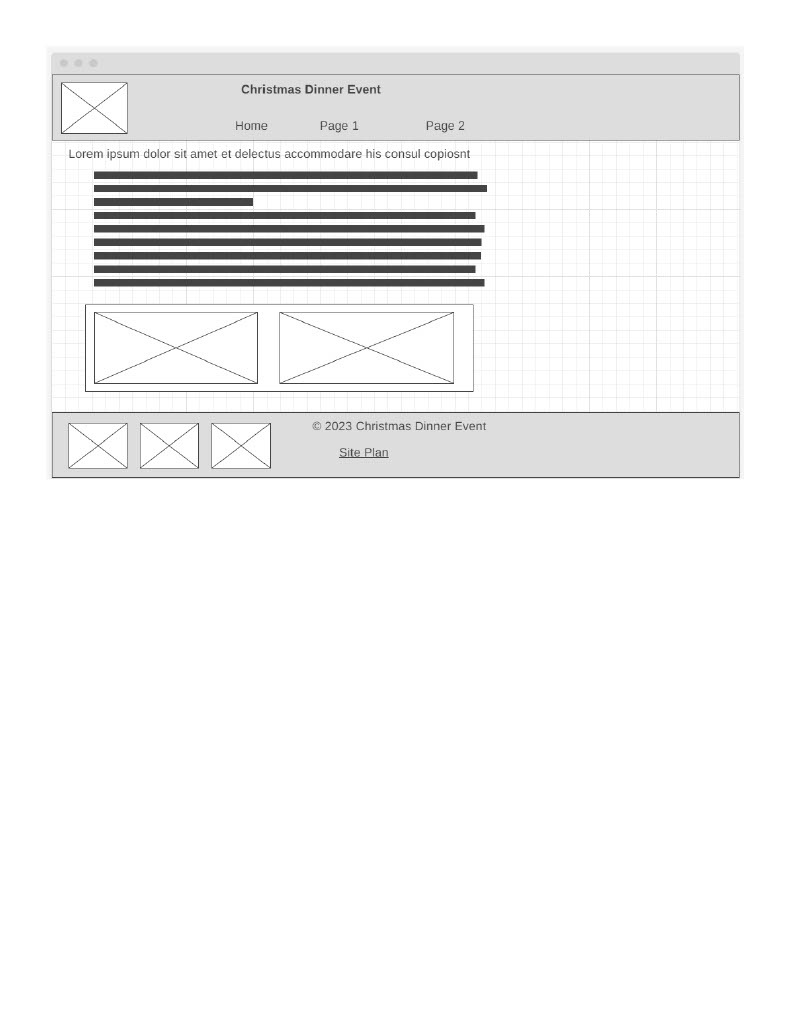 Christmas Dinner Event
Home Page 1 Page 2
Lorem ipsum dolor sit amet et delectus accommodare his consul copiosnt
© 2023 Christmas Dinner Event
Site Plan